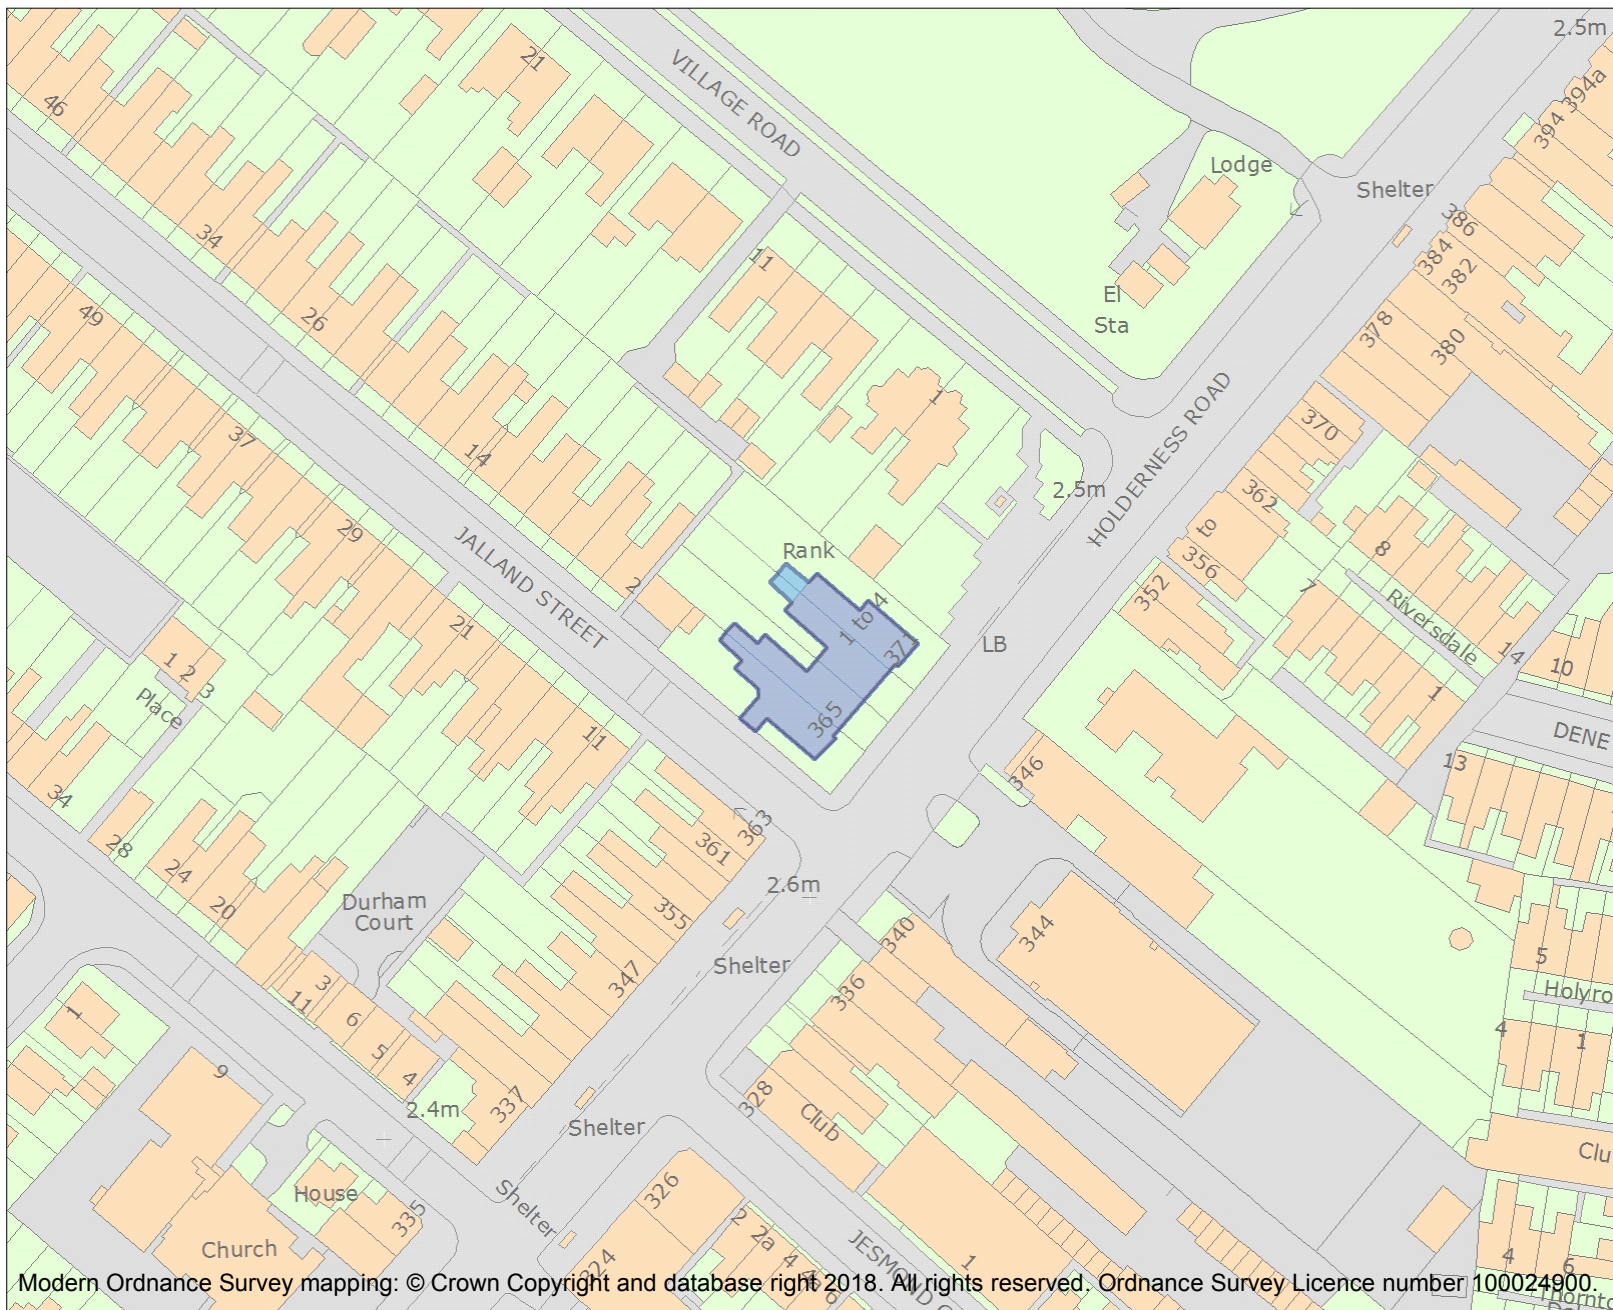 2.5m
VILLAGE ROAD
21
46
394a
394
Lodge
Shelter
386
384
382
34
11
El
Sta
26
49
378
380
1
HOLDERNESS ROAD
370
37
14
2.5m
362
to
356
29
JALLAND STREET
Rank
8
2
352
7
Riversdale
1 to 4
371
LB
21
14
10
1 2 3
Place
1
365
11
DENE
13
346
34
363
361
28
24
20
2.6m
Durham
Court
355
340
344
5
Shelter
347
336
Holyro
3
11
6
5
4
1
4
1
9
2.4m
337
328
Club
Shelter
Clu
House
Shelter
326
335
Church
2 2a 4
324
JESMOND G
1
4
6
Modern Ordnance Survey mapping: © Crown Copyright and database right 2018. All rights reserved. Ordnance Survey Licence number 100024900.